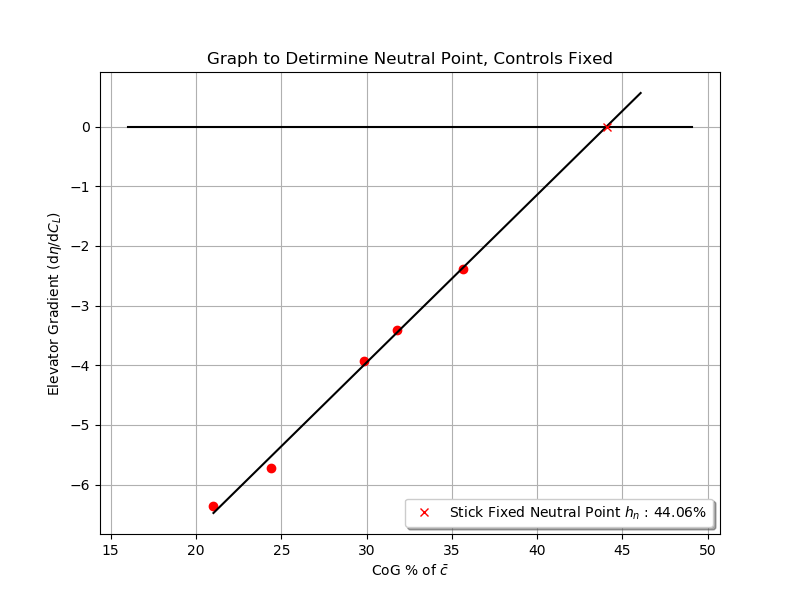 Graph to Detirmine Neutral Point, Controls Fixed
Elevator Gradient (dη/dC_L)
0
−1
−2
−3
−4
−5
−6
Stick Fixed Neutral Point h_n : 44.06%
15 20 25 30 35 40 45 50
CoG % of c̄